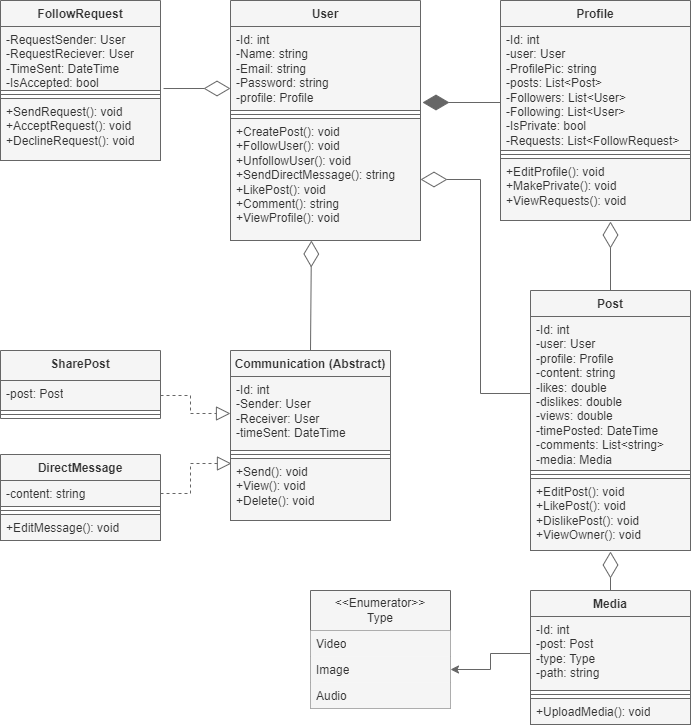 FollowRequest
-RequestSender: User
-RequestReciever: User
-TimeSent: DateTime
-IsAccepted: bool
+SendRequest(): void
+AcceptRequest(): void
+DeclineRequest(): void
User
-Id: int
-Name: string
-Email: string
-Password: string
-profile: Profile
+CreatePost(): void
+FollowUser(): void
+UnfollowUser(): void
+SendDirectMessage(): string
+LikePost(): void
+Comment(): string
+ViewProfile(): void
Profile
-Id: int
-user: User
-ProfilePic: string
-posts: List<Post>
-Followers: List<User>
-Following: List<User>
-IsPrivate: bool
-Requests: List<FollowRequest>
+EditProfile(): void
+MakePrivate(): void
+ViewRequests(): void
SharePost
-post: Post
DirectMessage
-content: string
+EditMessage(): void
Communication (Abstract)
-Id: int
-Sender: User
-Receiver: User
-timeSent: DateTime
+Send(): void
+View(): void
+Delete(): void
Post
-Id: int
-user: User
-profile: Profile
-content: string
-likes: double
-dislikes: double
-views: double
-timePosted: DateTime
-comments: List<string>
-media: Media
+EditPost(): void
+LikePost(): void
+DislikePost(): void
+ViewOwner(): void
<<Enumerator>>
Type
Video
Image
Audio
Media
-Id: int
-post: Post
-type: Type
-path: string
+UploadMedia(): void